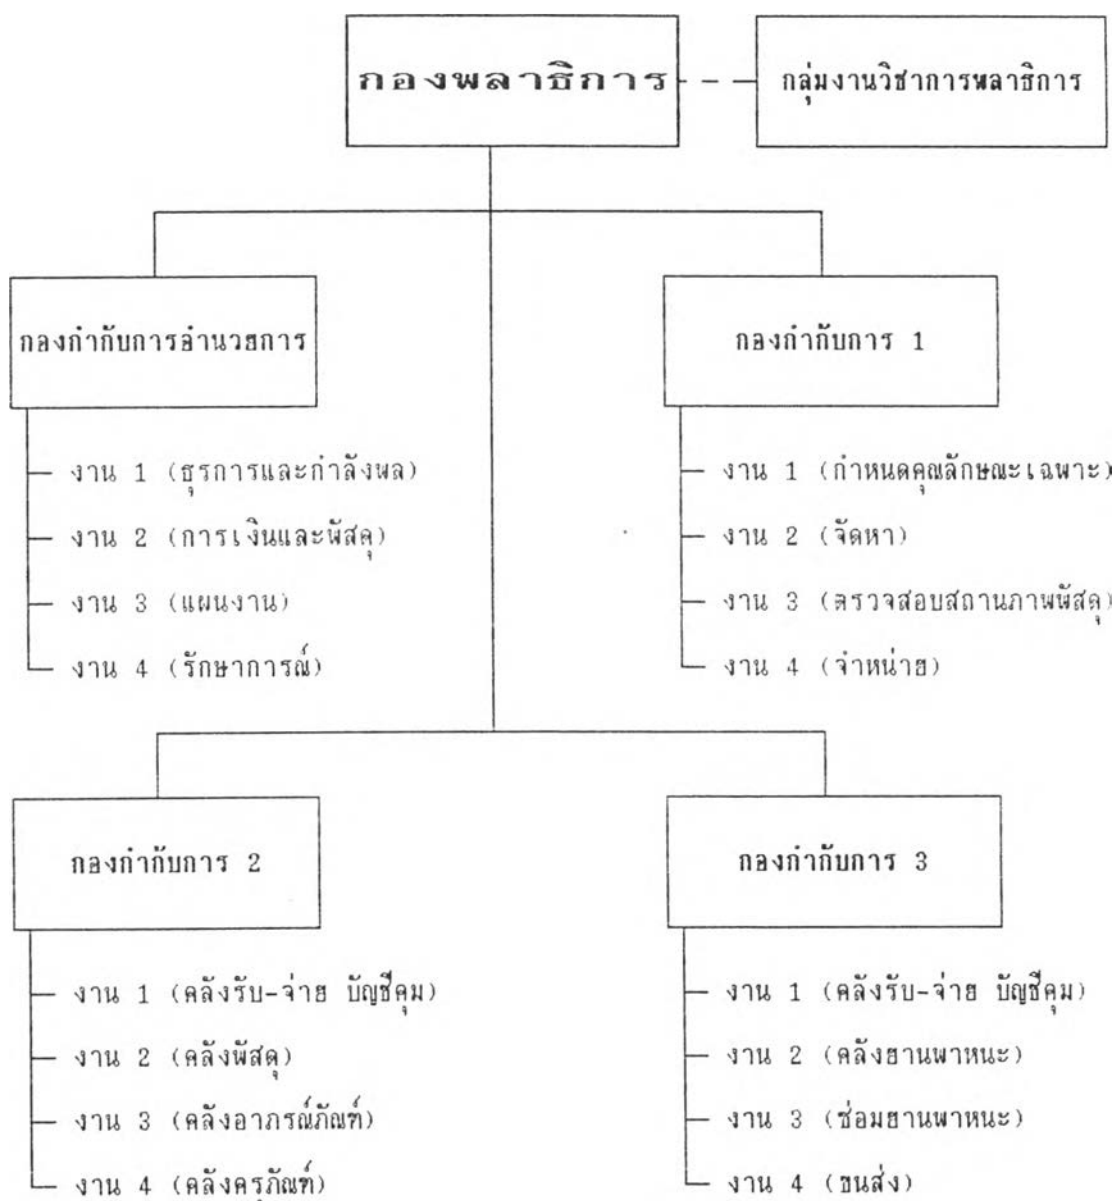 กองพลาธิการ
กลุ่มงานวิชาการพลาธิการ
กองกำกับการอำนวยการ
งาน 1 (ธุรการและกำลังพล)
งาน 2 (การเงินและพัสดุ)
งาน 3 (แผนงาน)
งาน 4 (รักษาการณ์)
กองกำกับการ 1
งาน 1 (กำหนดคุณลักษณะเฉพาะ)
งาน 2 (จัดหา)
งาน 3 (ตรวจสอบสถานภาพพัสดุ)
งาน 4 (จำหน่าย)
กองกำกับการ 2
งาน 1 (คลังรับ-จ่าย บัญชีคุม)
งาน 2 (คลังพัสดุ)
งาน 3 (คลังอาภรณ์ภัณฑ์)
งาน 4 (คลังครุภัณฑ์)
กองกำกับการ 3
งาน 1 (คลังรับ-จ่าย บัญชีคุม)
งาน 2 (คลังยานพาหนะ)
งาน 3 (ซ่อมยานพาหนะ)
งาน 4 (ขนส่ง)